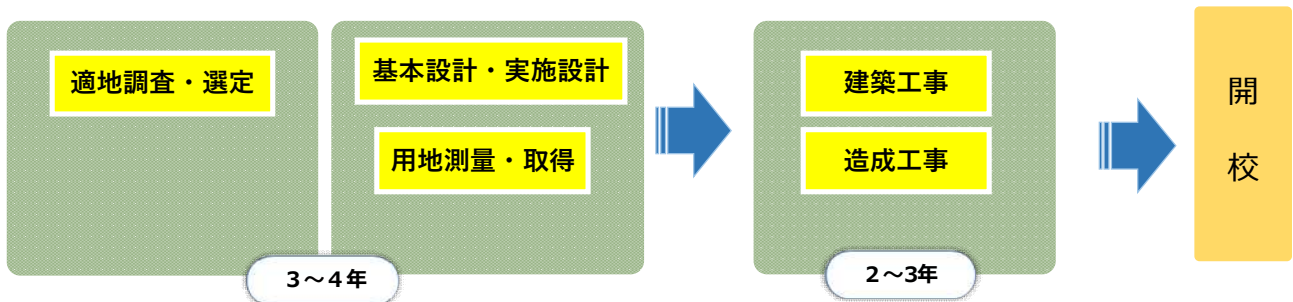 適地調査・選定
基本設計・実施設計
用地測量・取得
3～4年
建築工事
造成工事
2～3年
開校